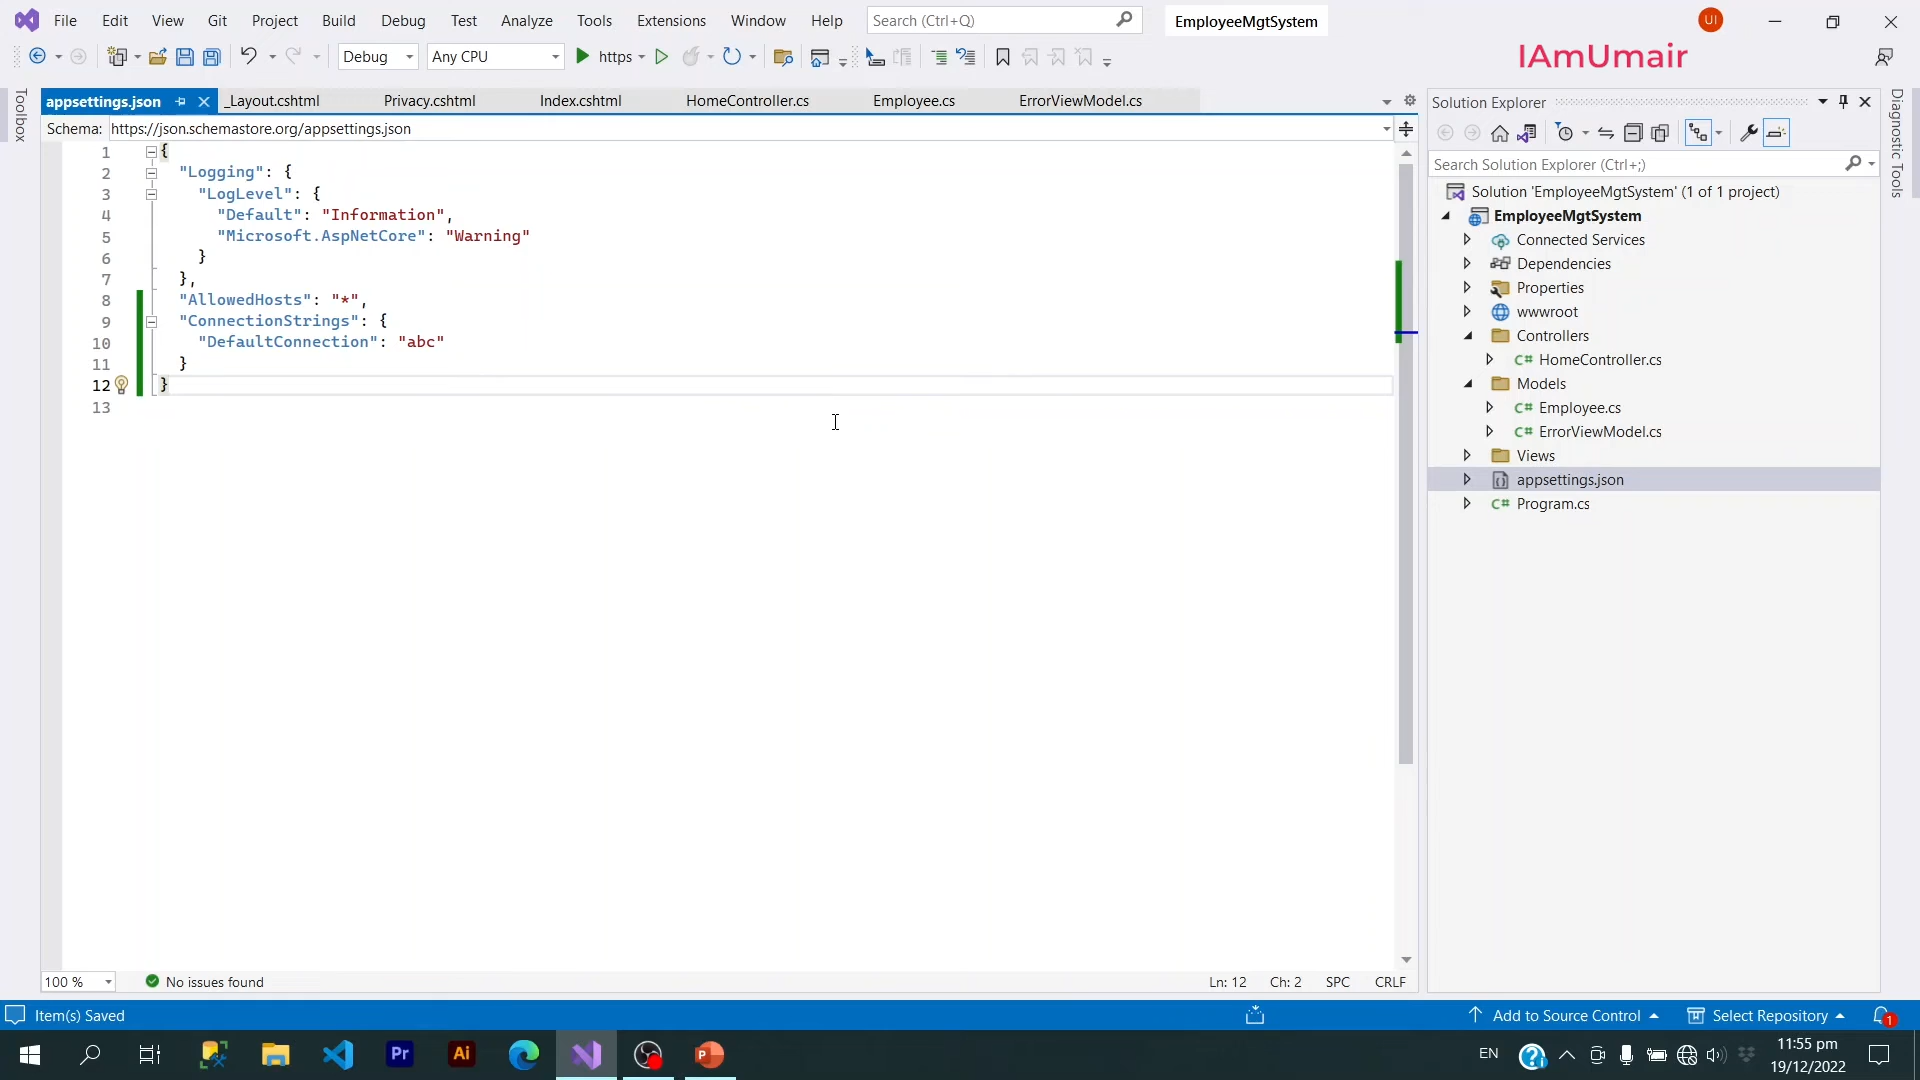 File Edit View Git Project Build Debug Test Analyze Tools Extensions Window Help Search (Ctrl+Q) EmployeeMgtSystem UI
Debug Any CPU https IAmUmair
Toolbox
appsettings.json _Layout.cshtml Privacy.cshtml Index.cshtml HomeController.cs Employee.cs ErrorViewModel.cs
Schema: https://json.schemastore.org/appsettings.json
1 {
2 "Logging": {
3 "LogLevel": {
4 "Default": "Information",
5 "Microsoft.AspNetCore": "Warning"
6 }
7 },
8 "AllowedHosts": "*",
9 "ConnectionStrings": {
10 "DefaultConnection": "abc"
11 }
12 }
13
100 % No issues found Ln: 12 Ch: 2 SPC CRLF
Solution Explorer
Search Solution Explorer (Ctrl+;)
Solution 'EmployeeMgtSystem' (1 of 1 project)
EmployeeMgtSystem
Connected Services
Dependencies
Properties
wwwroot
Controllers
C# HomeController.cs
Models
C# Employee.cs
C# ErrorViewModel.cs
Views
appsettings.json
C# Program.cs
Diagnostic Tools
Item(s) Saved Add to Source Control Select Repository 1
Pr Ai P EN 11:55 pm
19/12/2022